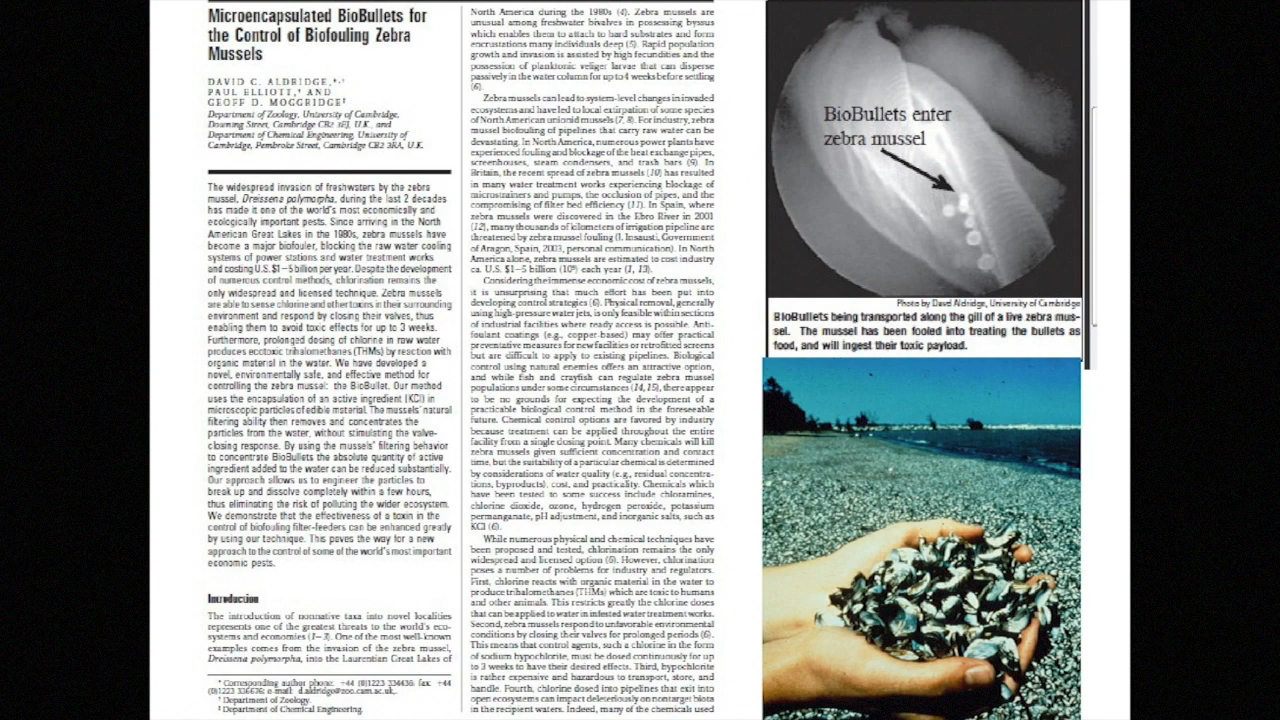 Microencapsulated BioBullets for
the Control of Biofouling Zebra
Mussels
DAVID C. ALDRIDGE,*,†
PAUL ELLIOTT,† AND
GEOFF D. MOGGRIDGE‡
Department of Zoology, University of Cambridge,
Downing Street, Cambridge CB2 3EJ, U.K., and
Department of Chemical Engineering, University of
Cambridge, Pembroke Street, Cambridge CB2 3RA, U.K.
The widespread invasion of freshwaters by the zebra
mussel, Dreissena polymorpha, during the last 2 decades
has made it one of the world's most economically and
ecologically important pests. Since arriving in the North
American Great Lakes in the 1980s, zebra mussels have
become a major biofouler, blocking the raw water cooling
systems of power stations and water treatment works
and costing U.S. $1–5 billion per year. Despite the development
of numerous control methods, chlorination remains the
only widespread and licensed technique. Zebra mussels
are able to sense chlorine and other toxins in their surrounding
environment and respond by closing their valves, thus
enabling them to avoid toxic effects for up to 3 weeks.
Furthermore, prolonged dosing of chlorine in raw water
produces ecotoxic trihalomethanes (THMs) by reaction with
organic material in the water. We have developed a
novel, environmentally safe, and effective method for
controlling the zebra mussel: the BioBullet. Our method
uses the encapsulation of an active ingredient (KCl) in
microscopic particles of edible material. The mussels' natural
filtering ability then removes and concentrates the
particles from the water, without stimulating the valve-
closing response. By using the mussels' filtering behavior
to concentrate BioBullets the absolute quantity of active
ingredient added to the water can be reduced substantially.
Our approach allows us to engineer the particles to
break up and dissolve completely within a few hours,
thus eliminating the risk of polluting the wider ecosystem.
We demonstrate that the effectiveness of a toxin in the
control of biofouling filter-feeders can be enhanced greatly
by using our technique. This paves the way for a new
approach to the control of some of the world's most important
economic pests.
Introduction
The introduction of nonnative taxa into novel localities
represents one of the greatest threats to the world's eco-
systems and economies (1–3). One of the most well-known
examples comes from the invasion of the zebra mussel,
Dreissena polymorpha, into the Laurentian Great Lakes of
* Corresponding author phone: +44 (0)1223 334436; fax: +44
(0)1223 336676; e-mail: d.aldridge@zoo.cam.ac.uk.
† Department of Zoology.
‡ Department of Chemical Engineering.
North America during the 1980s (4). Zebra mussels are
unusual among freshwater bivalves in possessing byssus
which enables them to attach to hard substrates and form
encrustations many individuals deep (5). Rapid population
growth and invasion is assisted by high fecundities and the
possession of planktonic veliger larvae that can disperse
passively in the water column for up to 4 weeks before settling
(6).
Zebra mussels can lead to system-level changes in invaded
ecosystems and have led to local extirpation of some species
of North American unionid mussels (7, 8). For industry, zebra
mussel biofouling of pipelines that carry raw water can be
devastating. In North America, numerous power plants have
experienced fouling and blockage of the heat exchange pipes,
screenhouses, steam condensers, and trash bars (9). In
Britain, the recent spread of zebra mussels (10) has resulted
in many water treatment works experiencing blockage of
microstrainers and pumps, the occlusion of pipes, and the
compromising of filter bed efficiency (11). In Spain, where
zebra mussels were discovered in the Ebro River in 2001
(12), many thousands of kilometers of irrigation pipeline are
threatened by zebra mussel fouling (I. Insausti, Government
of Aragon, Spain, 2003, personal communication). In North
America alone, zebra mussels are estimated to cost industry
ca. U.S. $1–5 billion (10⁹) each year (1, 13).
Considering the immense economic cost of zebra mussels,
it is unsurprising that much effort has been put into
developing control strategies (6). Physical removal, generally
using high-pressure water jets, is only feasible within sections
of industrial facilities where ready access is possible. Anti-
foulant coatings (e.g., copper-based) may offer practical
preventative measures for new facilities or retrofitted screens
but are difficult to apply to existing pipelines. Biological
control using natural enemies offers an attractive option,
and while fish and crayfish can regulate zebra mussel
populations under some circumstances (14, 15), there appear
to be no grounds for expecting the development of a
practicable biological control method in the foreseeable
future. Chemical control options are favored by industry
because treatment can be applied throughout the entire
facility from a single dosing point. Many chemicals will kill
zebra mussels given sufficient concentration and contact
time, but the suitability of a particular chemical is determined
by considerations of water quality (e.g., residual concentra-
tions, byproducts), cost, and practicality. Chemicals which
have been tested to some success include chloramines,
chlorine dioxide, ozone, hydrogen peroxide, potassium
permanganate, pH adjustment, and inorganic salts, such as
KCl (6).
While numerous physical and chemical techniques have
been proposed and tested, chlorination remains the only
widespread and licensed option (6). However, chlorination
poses a number of problems for industry and regulators.
First, chlorine reacts with organic material in the water to
produce trihalomethanes (THMs) which are toxic to humans
and other animals. This restricts greatly the chlorine doses
that can be applied to water in infested water treatment works.
Second, zebra mussels respond to unfavorable environmental
conditions by closing their valves for prolonged periods (6).
This means that control agents, such a chlorine in the form
of sodium hypochlorite, must be dosed continuously for up
to 3 weeks to have their desired effects. Third, hypochlorite
is rather expensive and hazardous to transport, store, and
handle. Fourth, chlorine dosed into pipelines that exit into
open ecosystems can impact deleteriously on nontarget biota
in the recipient waters. Indeed, many of the chemicals used
BioBullets enter
zebra mussel
Photo by David Aldridge, University of Cambridge
BioBullets being transported along the gill of a live zebra mus-
sel. The mussel has been fooled into treating the bullets as
food, and will ingest their toxic payload.